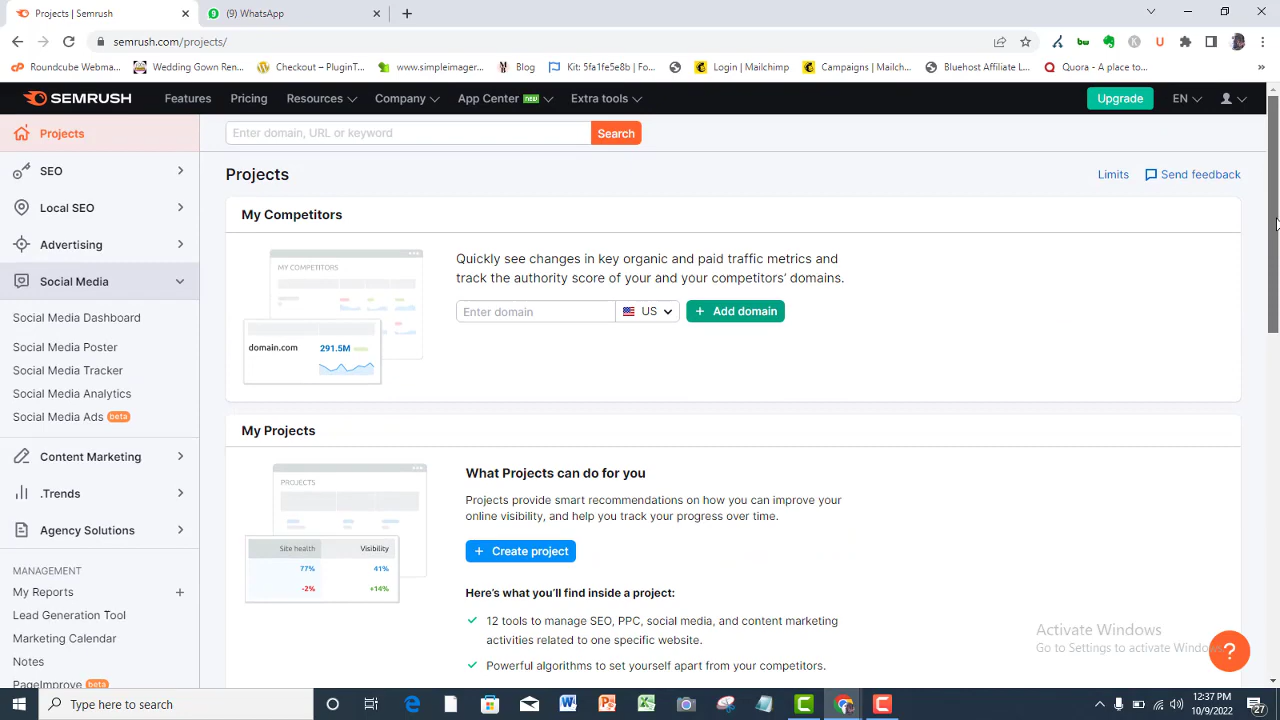 Projects | Semrush
(9) WhatsApp
semrush.com/projects/
Roundcube Webma...
Wedding Gown Ren...
Checkout – PluginT...
www.simpleimager...
Blog
Kit: 5fa1fe5e8b | Fo...
Login | Mailchimp
Campaigns | Mailch...
Bluehost Affiliate L...
Quora - A place to...
SEMRUSH
Features
Pricing
Resources
Company
App Center NEW
Extra tools
Upgrade
EN
Projects
SEO
Local SEO
Advertising
Social Media
Social Media Dashboard
Social Media Poster
Social Media Tracker
Social Media Analytics
Social Media Ads beta
Content Marketing
.Trends
Agency Solutions
MANAGEMENT
My Reports
Lead Generation Tool
Marketing Calendar
Notes
PageImprove beta
Enter domain, URL or keyword
Search
Projects
Limits
Send feedback
My Competitors
MY COMPETITORS
domain.com
291.5M
Quickly see changes in key organic and paid traffic metrics and
track the authority score of your and your competitors' domains.
Enter domain
US
+ Add domain
My Projects
PROJECTS
Site health
Visibility
77%
41%
-2%
+14%
What Projects can do for you
Projects provide smart recommendations on how you can improve your
online visibility, and help you track your progress over time.
+ Create project
Here's what you'll find inside a project:
12 tools to manage SEO, PPC, social media, and content marketing
activities related to one specific website.
Powerful algorithms to set yourself apart from your competitors.
Activate Windows
Go to Settings to activate Windows.
?
Type here to search
12:37 PM
10/9/2022
27